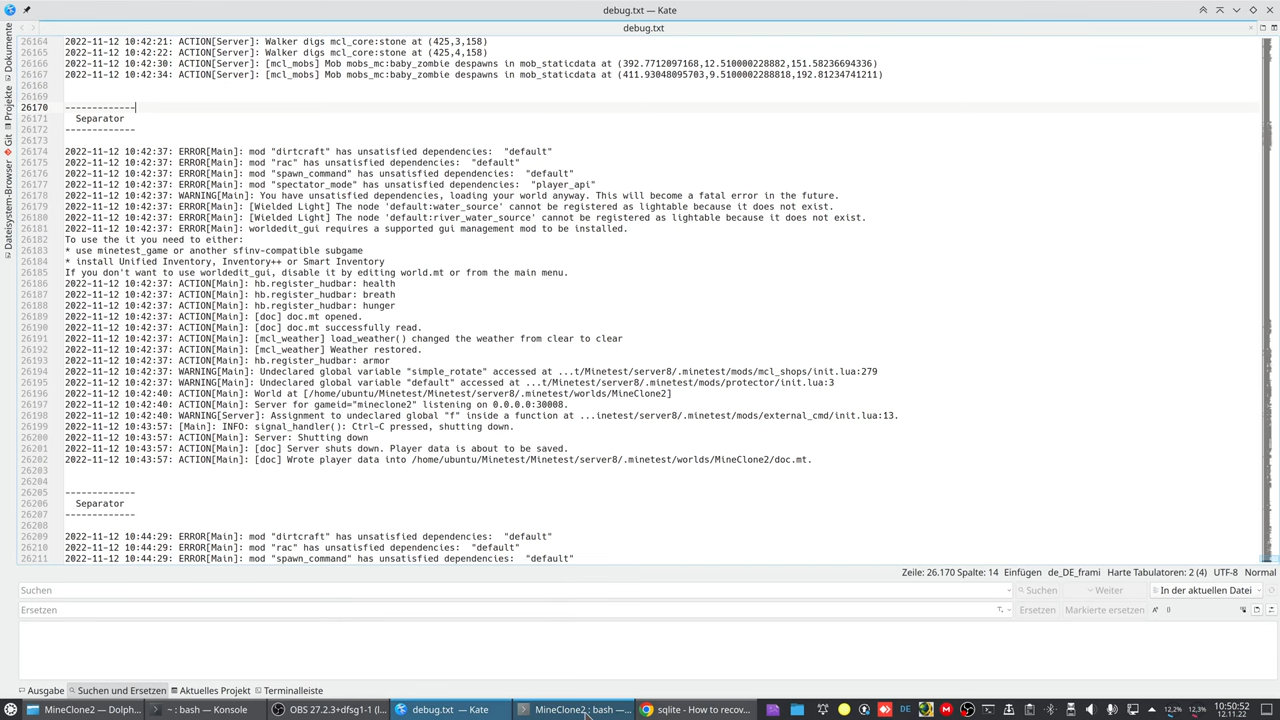 debug.txt — Kate
debug.txt
Dokumente
Projekte
Git
Dateisystem-Browser
26164 2022-11-12 10:42:21: ACTION[Server]: Walker digs mcl_core:stone at (425,3,158)
26165 2022-11-12 10:42:22: ACTION[Server]: Walker digs mcl_core:stone at (425,4,158)
26166 2022-11-12 10:42:30: ACTION[Server]: [mcl_mobs] Mob mobs_mc:baby_zombie despawns in mob_staticdata at (392.7712097168,12.510000228882,151.58236694336)
26167 2022-11-12 10:42:34: ACTION[Server]: [mcl_mobs] Mob mobs_mc:baby_zombie despawns in mob_staticdata at (411.93048095703,9.5100002288818,192.81234741211)
26168
26169
26170 -------------
26171 Separator
26172 -------------
26173
26174 2022-11-12 10:42:37: ERROR[Main]: mod "dirtcraft" has unsatisfied dependencies:  "default"
26175 2022-11-12 10:42:37: ERROR[Main]: mod "rac" has unsatisfied dependencies:  "default"
26176 2022-11-12 10:42:37: ERROR[Main]: mod "spawn_command" has unsatisfied dependencies:  "default"
26177 2022-11-12 10:42:37: ERROR[Main]: mod "spectator_mode" has unsatisfied dependencies:  "player_api"
26178 2022-11-12 10:42:37: WARNING[Main]: You have unsatisfied dependencies, loading your world anyway. This will become a fatal error in the future.
26179 2022-11-12 10:42:37: ERROR[Main]: [Wielded Light] The node 'default:water_source' cannot be registered as lightable because it does not exist.
26180 2022-11-12 10:42:37: ERROR[Main]: [Wielded Light] The node 'default:river_water_source' cannot be registered as lightable because it does not exist.
26181 2022-11-12 10:42:37: ERROR[Main]: worldedit_gui requires a supported gui management mod to be installed.
26182 To use the it you need to either:
26183 * use minetest_game or another sfinv-compatible subgame
26184 * install Unified Inventory, Inventory++ or Smart Inventory
26185 If you don't want to use worldedit_gui, disable it by editing world.mt or from the main menu.
26186 2022-11-12 10:42:37: ACTION[Main]: hb.register_hudbar: health
26187 2022-11-12 10:42:37: ACTION[Main]: hb.register_hudbar: breath
26188 2022-11-12 10:42:37: ACTION[Main]: hb.register_hudbar: hunger
26189 2022-11-12 10:42:37: ACTION[Main]: [doc] doc.mt opened.
26190 2022-11-12 10:42:37: ACTION[Main]: [doc] doc.mt successfully read.
26191 2022-11-12 10:42:37: ACTION[Main]: [mcl_weather] load_weather() changed the weather from clear to clear
26192 2022-11-12 10:42:37: ACTION[Main]: [mcl_weather] Weather restored.
26193 2022-11-12 10:42:37: ACTION[Main]: hb.register_hudbar: armor
26194 2022-11-12 10:42:37: WARNING[Main]: Undeclared global variable "simple_rotate" accessed at ...t/Minetest/server8/.minetest/mods/mcl_shops/init.lua:279
26195 2022-11-12 10:42:37: WARNING[Main]: Undeclared global variable "default" accessed at ...t/Minetest/server8/.minetest/mods/protector/init.lua:3
26196 2022-11-12 10:42:40: ACTION[Main]: World at [/home/ubuntu/Minetest/Minetest/server8/.minetest/worlds/MineClone2]
26197 2022-11-12 10:42:40: ACTION[Main]: Server for gameid="mineclone2" listening on 0.0.0.0:30008.
26198 2022-11-12 10:42:40: WARNING[Server]: Assignment to undeclared global "f" inside a function at ...inetest/server8/.minetest/mods/external_cmd/init.lua:13.
26199 2022-11-12 10:43:57: [Main]: INFO: signal_handler(): Ctrl-C pressed, shutting down.
26200 2022-11-12 10:43:57: ACTION[Main]: Server: Shutting down
26201 2022-11-12 10:43:57: ACTION[Main]: [doc] Server shuts down. Player data is about to be saved.
26202 2022-11-12 10:43:57: ACTION[Main]: [doc] Wrote player data into /home/ubuntu/Minetest/Minetest/server8/.minetest/worlds/MineClone2/doc.mt.
26203
26204
26205 -------------
26206 Separator
26207 -------------
26208
26209 2022-11-12 10:44:29: ERROR[Main]: mod "dirtcraft" has unsatisfied dependencies:  "default"
26210 2022-11-12 10:44:29: ERROR[Main]: mod "rac" has unsatisfied dependencies:  "default"
26211 2022-11-12 10:44:29: ERROR[Main]: mod "spawn_command" has unsatisfied dependencies:  "default"
Zeile: 26.170 Spalte: 14 Einfügen de_DE_frami Harte Tabulatoren: 2 (4) UTF-8 Normal
Suchen Suchen Weiter In der aktuellen Datei
Ersetzen Ersetzen Markierte ersetzen
Ausgabe Suchen und Ersetzen Aktuelles Projekt Terminalleiste
MineClone2 — Dolph... ~ : bash — Konsole OBS 27.2.3+dfsg1-1 (l... debug.txt — Kate MineClone2 : bash —... sqlite - How to recov... DE 12,2% 12,3% 10:50:52
12.11.22